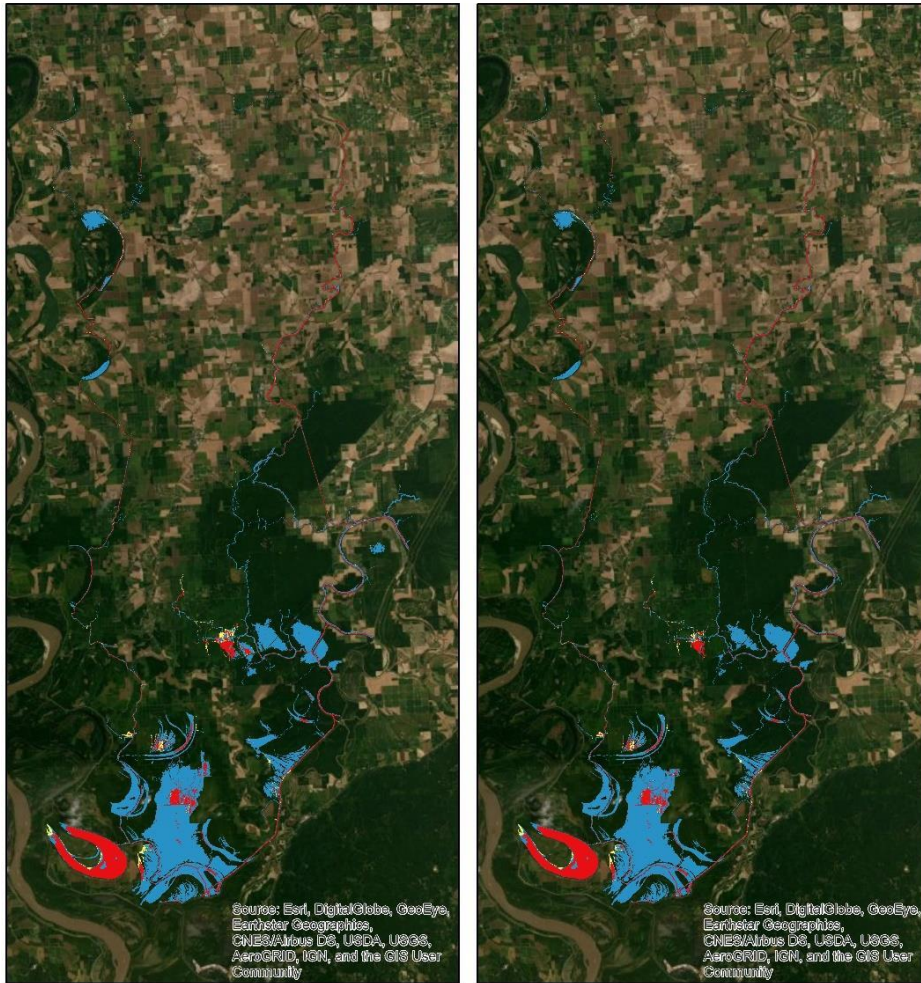 Source: Esri, DigitalGlobe, GeoEye,
Earthstar Geographics,
CNES/Airbus DS, USDA, USGS,
AeroGRID, IGN, and the GIS User
Community
Source: Esri, DigitalGlobe, GeoEye,
Earthstar Geographics,
CNES/Airbus DS, USDA, USGS,
AeroGRID, IGN, and the GIS User
Community